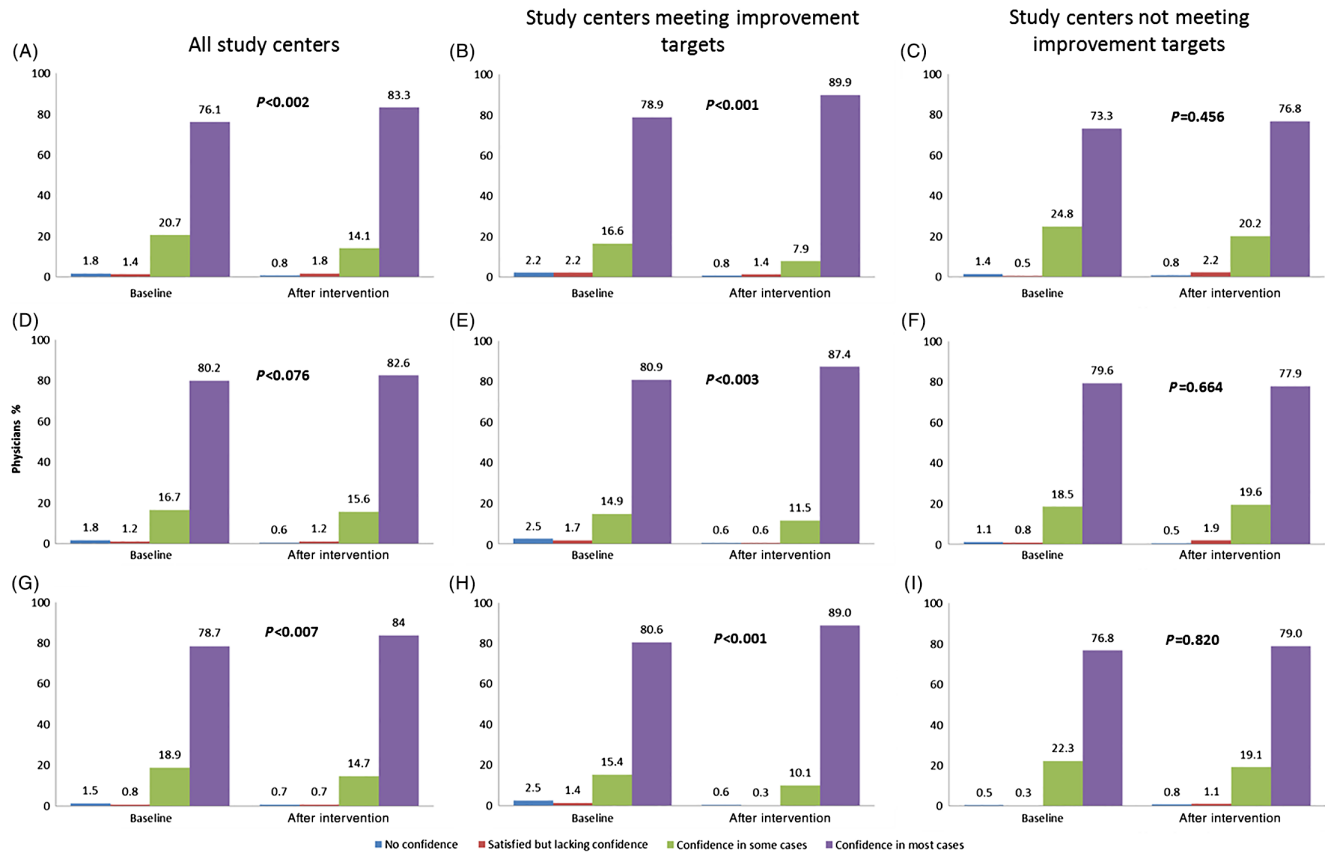 Study centers meeting improvement
targets
Study centers not meeting
improvement targets
All study centers
(A)
100
80
60
40
20
0
1.8
1.4
20.7
76.1
P<0.002
0.8
1.8
14.1
83.3
Baseline
After intervention
(B)
100
80
60
40
20
0
2.2
2.2
16.6
78.9
P<0.001
0.8
1.4
7.9
89.9
Baseline
After intervention
(C)
100
80
60
40
20
0
1.4
0.5
24.8
73.3
P=0.456
0.8
2.2
20.2
76.8
Baseline
After intervention
Physicians %
(D)
100
80
60
40
20
0
1.8
1.2
16.7
80.2
P<0.076
0.6
1.2
15.6
82.6
Baseline
After intervention
(E)
100
80
60
40
20
0
2.5
1.7
14.9
80.9
P<0.003
0.6
0.6
11.5
87.4
Baseline
After intervention
(F)
100
80
60
40
20
0
1.1
0.8
18.5
79.6
P=0.664
0.5
1.9
19.6
77.9
Baseline
After intervention
(G)
100
80
60
40
20
0
1.5
0.8
18.9
78.7
P<0.007
0.7
0.7
14.7
84
Baseline
After intervention
(H)
100
80
60
40
20
0
2.5
1.4
15.4
80.6
P<0.001
0.6
0.3
10.1
89.0
Baseline
After intervention
(I)
100
80
60
40
20
0
0.5
0.3
22.3
76.8
P=0.820
0.8
1.1
19.1
79.0
Baseline
After intervention
No confidence
Satisfied but lacking confidence
Confidence in some cases
Confidence in most cases